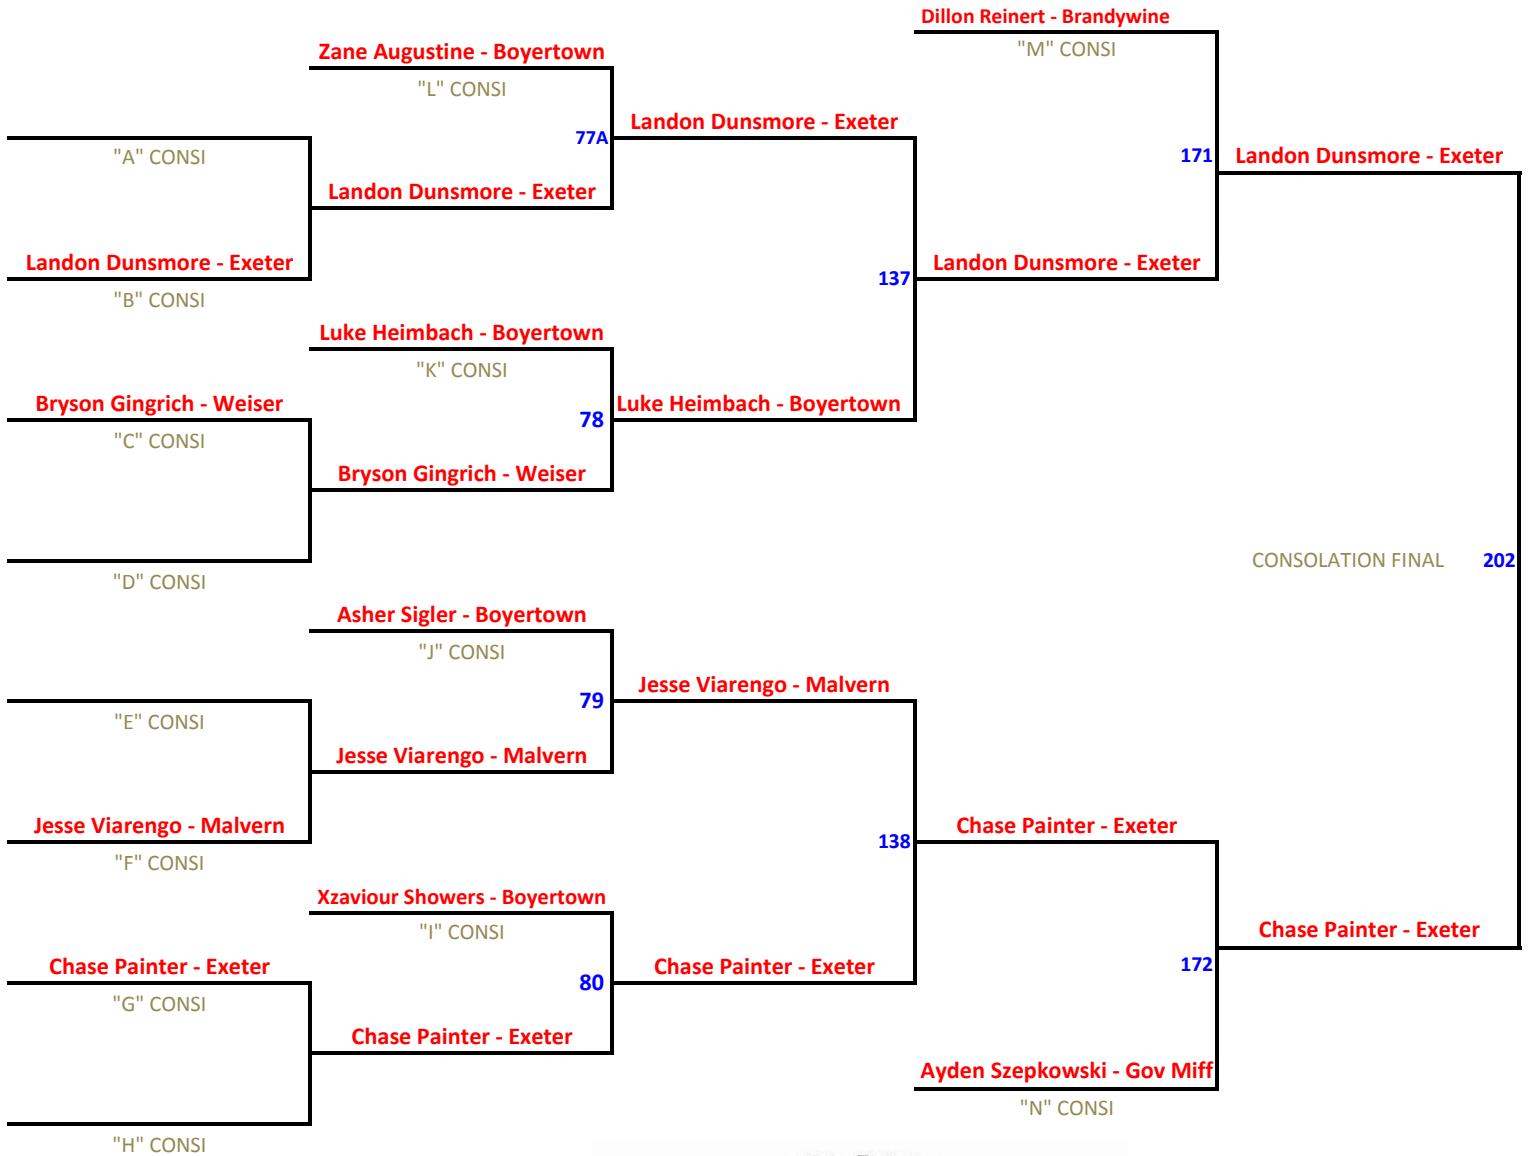 Dillon Reinert - Brandywine
"M" CONSI
Zane Augustine - Boyertown
"L" CONSI
Landon Dunsmore - Exeter
77A
"A" CONSI
171
Landon Dunsmore - Exeter
Landon Dunsmore - Exeter
Landon Dunsmore - Exeter
"B" CONSI
137
Landon Dunsmore - Exeter
Luke Heimbach - Boyertown
"K" CONSI
Bryson Gingrich - Weiser
"C" CONSI
78
Luke Heimbach - Boyertown
Bryson Gingrich - Weiser
"D" CONSI
CONSOLATION FINAL 202
Asher Sigler - Boyertown
"J" CONSI
79
Jesse Viarengo - Malvern
"E" CONSI
Jesse Viarengo - Malvern
Jesse Viarengo - Malvern
"F" CONSI
138
Chase Painter - Exeter
Xzaviour Showers - Boyertown
"I" CONSI
Chase Painter - Exeter
Chase Painter - Exeter
"G" CONSI
80
Chase Painter - Exeter
172
Chase Painter - Exeter
Ayden Szepkowski - Gov Miff
"N" CONSI
"H" CONSI